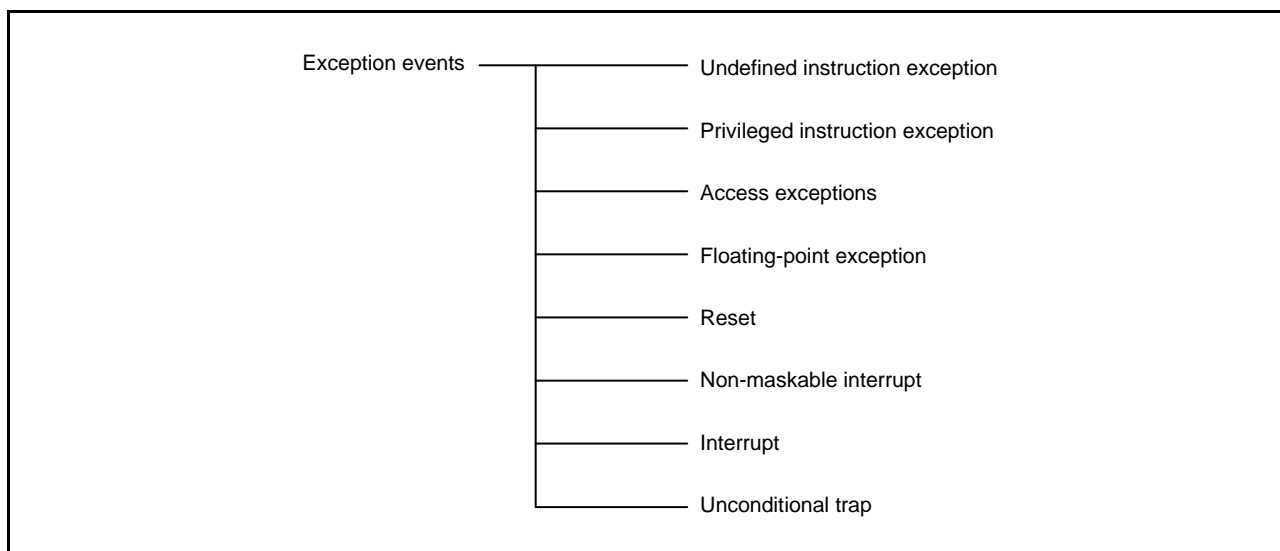 Exception events
Undefined instruction exception
Privileged instruction exception
Access exceptions
Floating-point exception
Reset
Non-maskable interrupt
Interrupt
Unconditional trap